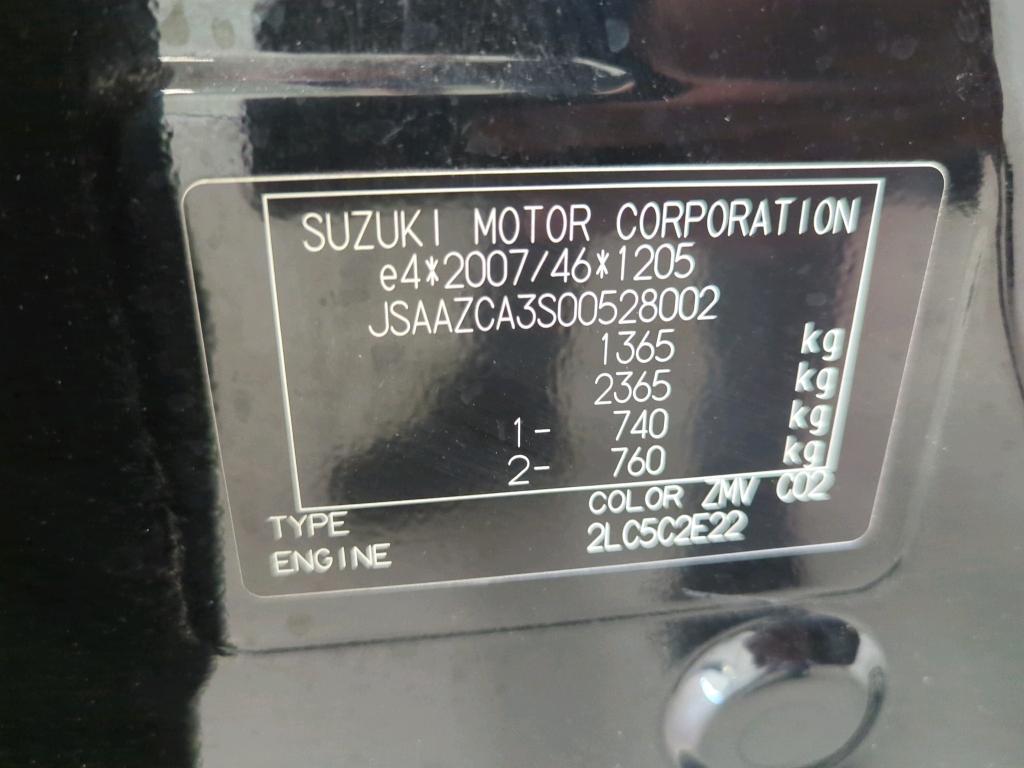 SUZUKI MOTOR CORPORATION
e4*2007/46*1205
JSAAZCA3S00528002
1365 kg
2365 kg
1- 740 kg
2- 760 kg
COLOR ZMV C02
TYPE 2LC5C2E22
ENGINE